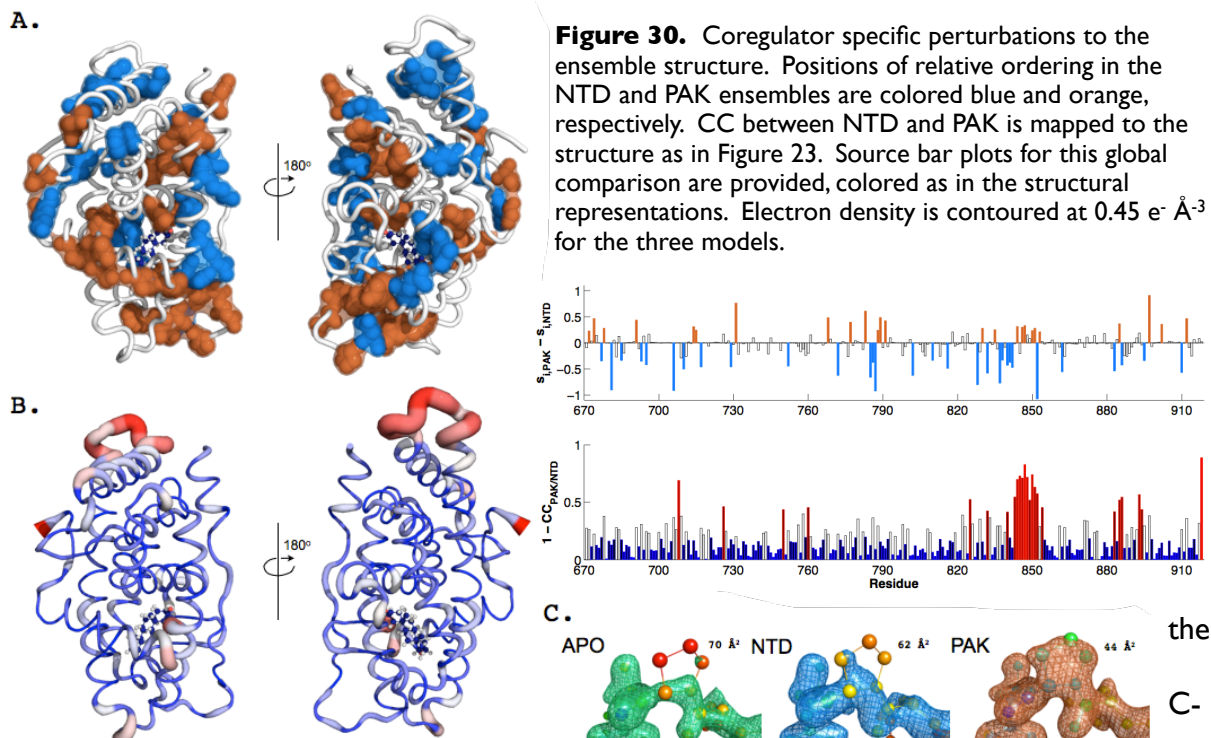 A.
180°
Figure 30. Coregulator specific perturbations to the
ensemble structure. Positions of relative ordering in the
NTD and PAK ensembles are colored blue and orange,
respectively. CC between NTD and PAK is mapped to the
structure as in Figure 23. Source bar plots for this global
comparison are provided, colored as in the structural
representations. Electron density is contoured at 0.45 e- Å-3
for the three models.
s i,PAK − s i,NTD
1
0.5
0
−0.5
−1
670 700 730 760 790 820 850 880 910
B.
180°
1 − CC PAK/NTD
1
0.5
0
670 700 730 760 790 820 850 880 910
Residue
C.
APO 70 Å² NTD 62 Å² PAK 44 Å²
the
C-